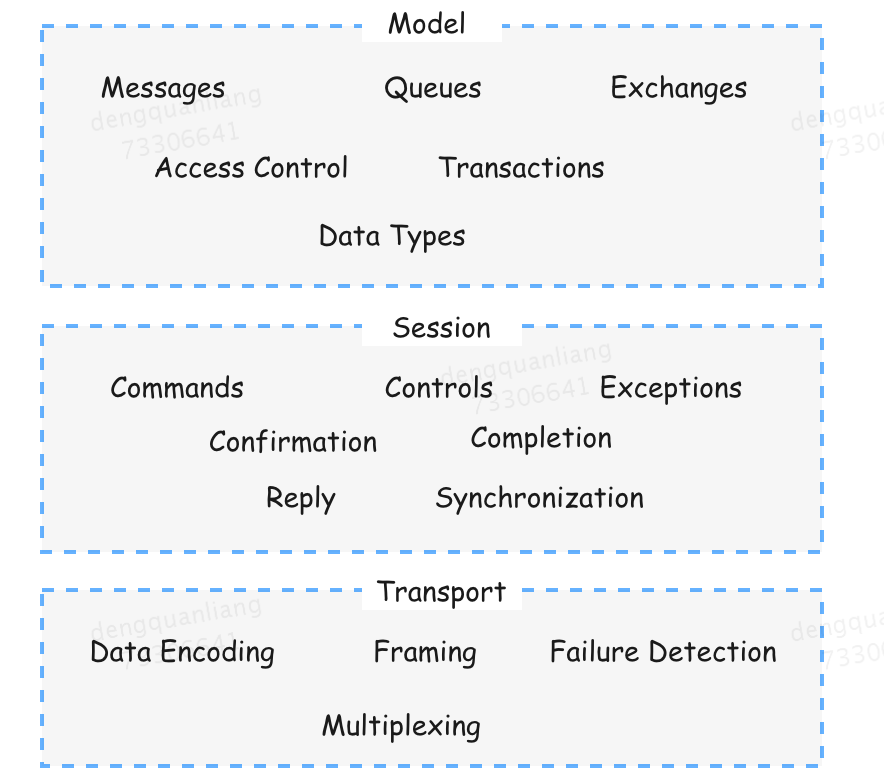 Model
Messages Queues Exchanges
dengquanliang
73306641
Access Control Transactions
Data Types
Session
dengquanliang
73306641
Commands Controls Exceptions
Confirmation Completion
Reply Synchronization
Transport
dengquanliang
73306641
Data Encoding Framing Failure Detection
Multiplexing